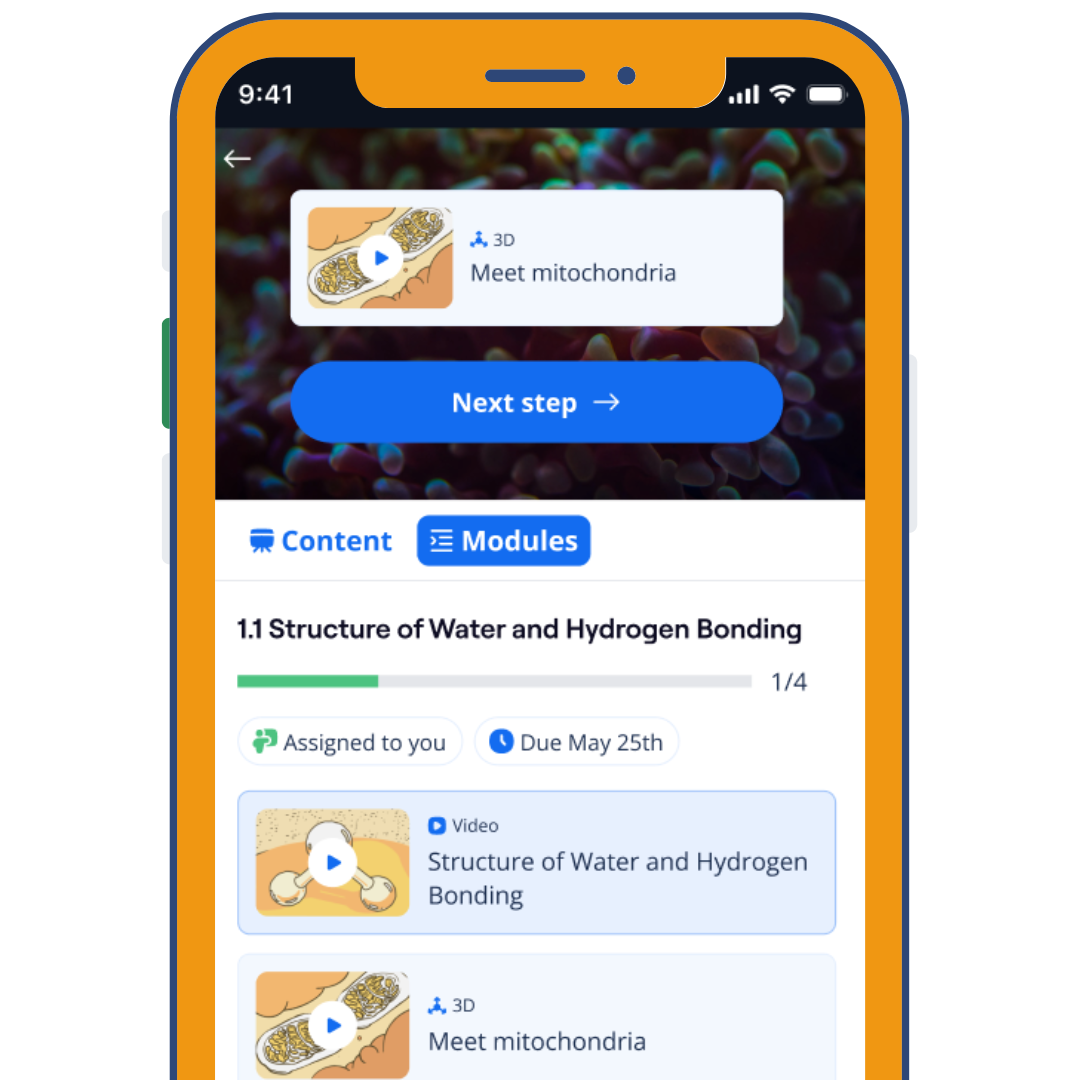 9:41
3D
Meet mitochondria
Next step
Content
Modules
1.1 Structure of Water and Hydrogen Bonding
1/4
Assigned to you
Due May 25th
Video
Structure of Water and Hydrogen
Bonding
3D
Meet mitochondria